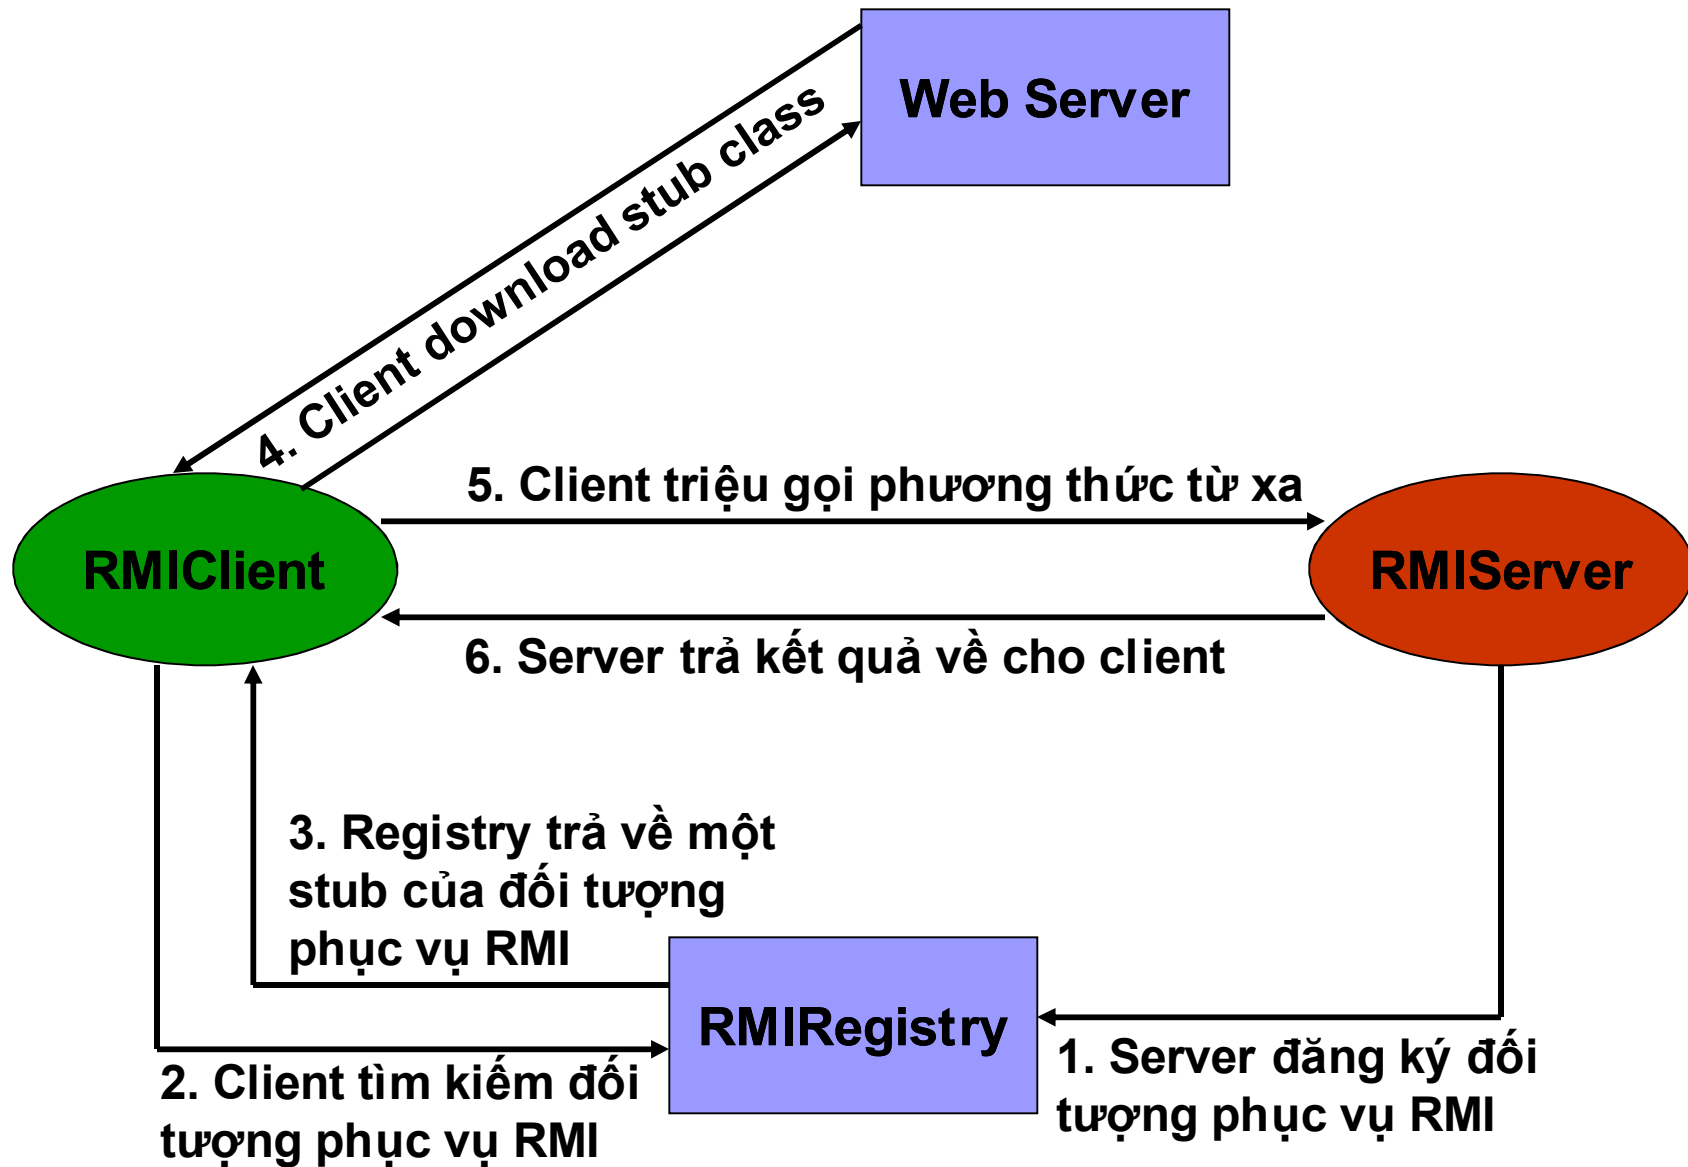 Web Server
4. Client download stub class
5. Client triệu gọi phương thức từ xa
RMIClient
RMIServer
6. Server trả kết quả về cho client
3. Registry trả về một
stub của đối tượng
phục vụ RMI
RMIRegistry
1. Server đăng ký đối
tượng phục vụ RMI
2. Client tìm kiếm đối
tượng phục vụ RMI